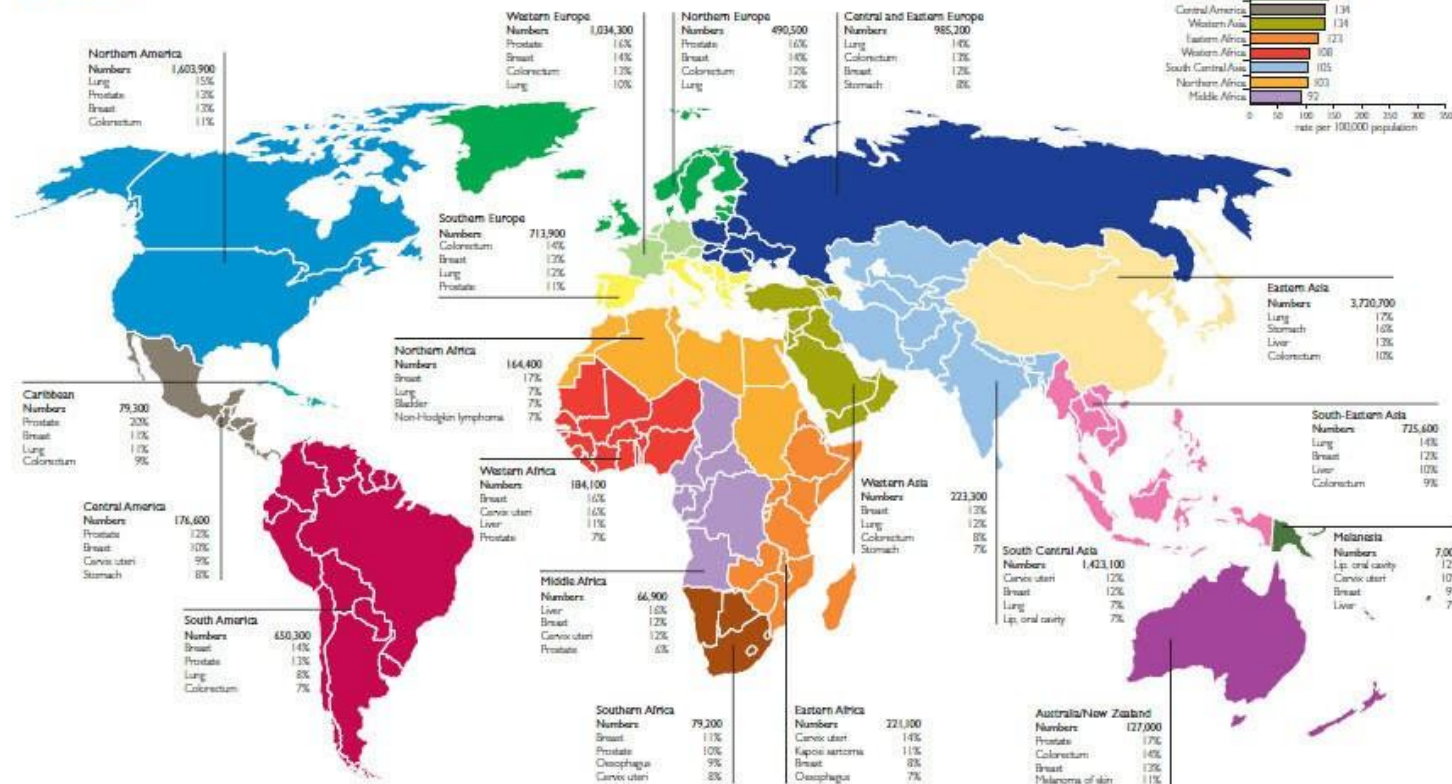 Central America 134
Western Asia 134
Eastern Africa 123
Western Africa 108
South Central Asia 105
Northern Africa 103
Middle Africa 92
0 50 100 150 200 250 300 350
rate per 100,000 population
Northern America
Numbers 1,603,900
Lung 15%
Prostate 13%
Breast 13%
Colorectum 11%
Western Europe
Numbers 1,034,300
Prostate 16%
Breast 14%
Colorectum 13%
Lung 10%
Northern Europe
Numbers 490,500
Prostate 16%
Breast 14%
Colorectum 12%
Lung 12%
Central and Eastern Europe
Numbers 985,200
Lung 14%
Colorectum 13%
Breast 12%
Stomach 8%
Southern Europe
Numbers 713,900
Colorectum 14%
Breast 13%
Lung 12%
Prostate 11%
Eastern Asia
Numbers 3,720,700
Lung 17%
Stomach 16%
Liver 13%
Colorectum 10%
Northern Africa
Numbers 164,400
Breast 17%
Lung 7%
Bladder 7%
Non-Hodgkin lymphoma 7%
Caribbean
Numbers 79,300
Prostate 20%
Breast 11%
Lung 11%
Colorectum 9%
South-Eastern Asia
Numbers 725,600
Lung 14%
Breast 12%
Liver 10%
Colorectum 9%
Western Africa
Numbers 184,100
Breast 16%
Cervix uteri 16%
Liver 11%
Prostate 7%
Western Asia
Numbers 223,300
Breast 13%
Lung 12%
Colorectum 8%
Stomach 7%
Central America
Numbers 176,600
Prostate 12%
Breast 10%
Cervix uteri 9%
Stomach 8%
South Central Asia
Numbers 1,423,100
Cervix uteri 12%
Breast 12%
Lung 7%
Lip, oral cavity 7%
Melanesia
Numbers 7,00
Lip, oral cavity 12
Cervix uteri 10
Breast 9
Liver 7
Middle Africa
Numbers 66,900
Liver 16%
Breast 12%
Cervix uteri 12%
Prostate 6%
South America
Numbers 650,300
Breast 14%
Prostate 13%
Lung 8%
Colorectum 7%
Southern Africa
Numbers 79,200
Breast 11%
Prostate 10%
Oesophagus 9%
Cervix uteri 8%
Eastern Africa
Numbers 221,100
Cervix uteri 14%
Kaposi sarcoma 11%
Breast 8%
Oesophagus 7%
Australia/New Zealand
Numbers 127,000
Prostate 17%
Colorectum 14%
Breast 13%
Melanoma of skin 11%